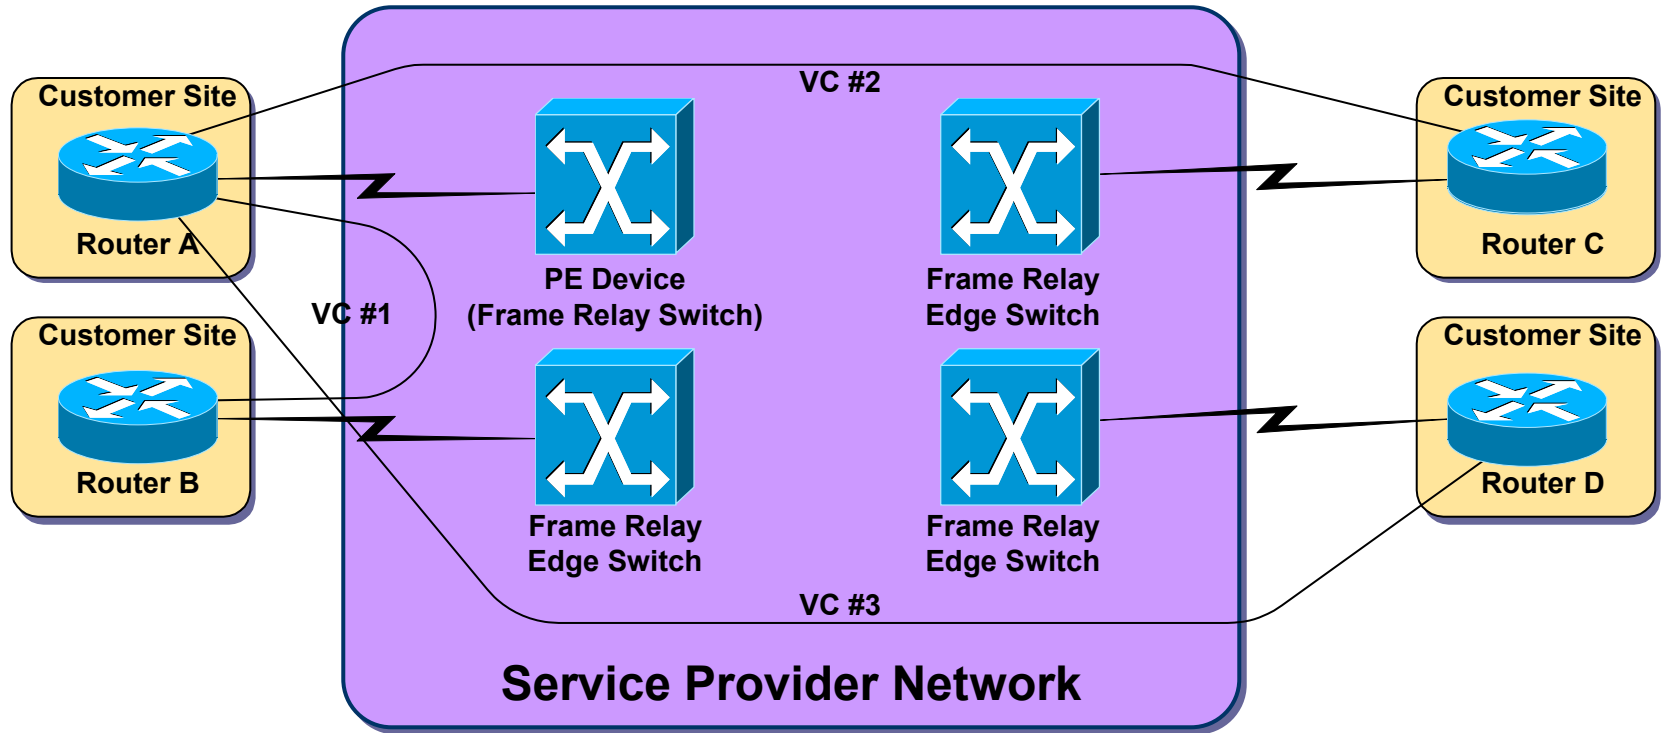 VC #2
Customer Site
Router A
Customer Site
Router C
PE Device
(Frame Relay Switch)
Frame Relay
Edge Switch
VC #1
Customer Site
Router B
Customer Site
Router D
Frame Relay
Edge Switch
Frame Relay
Edge Switch
VC #3
Service Provider Network